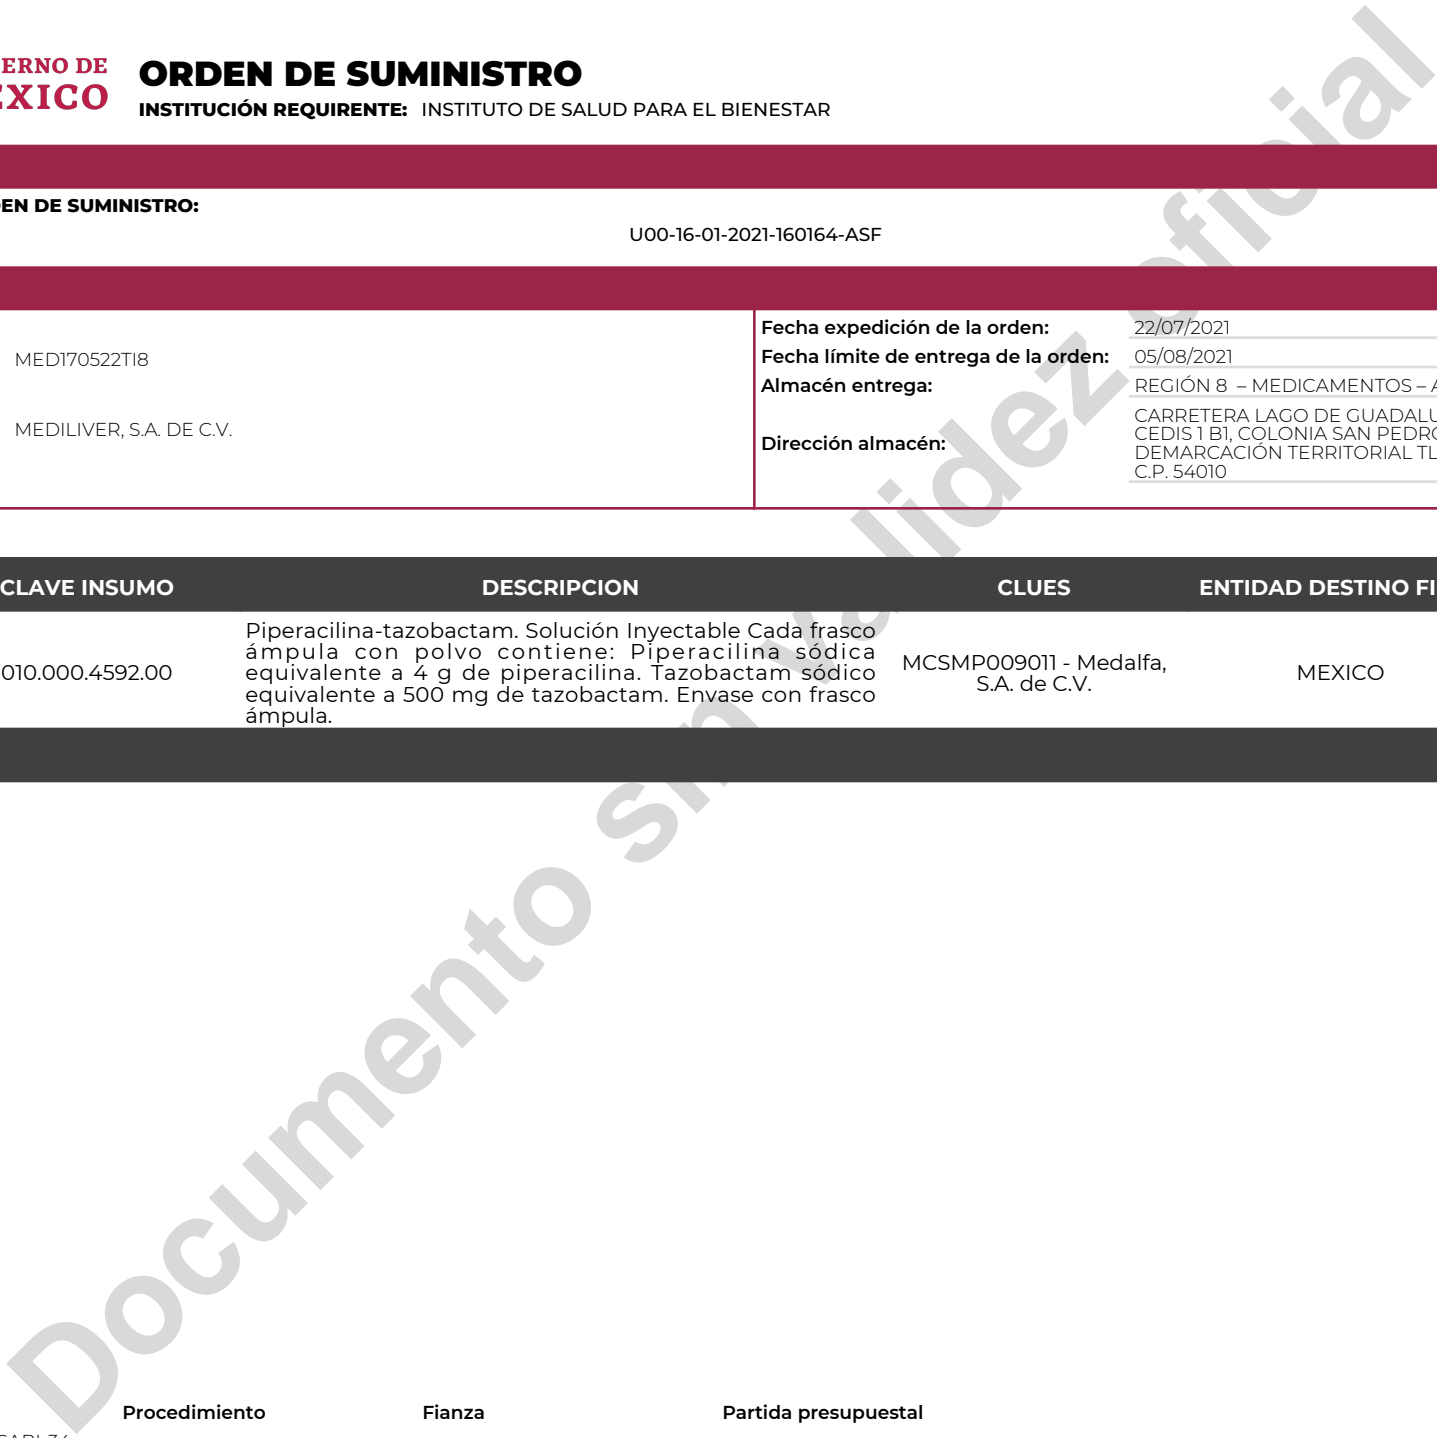 ERNO DE
EXICO
ORDEN DE SUMINISTRO
INSTITUCIÓN REQUIRENTE: INSTITUTO DE SALUD PARA EL BIENESTAR
EN DE SUMINISTRO:
U00-16-01-2021-160164-ASF
MED170522TI8
MEDILIVER, S.A. DE C.V.
Fecha expedición de la orden: 22/07/2021
Fecha límite de entrega de la orden: 05/08/2021
Almacén entrega: REGIÓN 8 – MEDICAMENTOS – A
Dirección almacén: CARRETERA LAGO DE GUADALU
CEDIS 1 B1, COLONIA SAN PEDRO
DEMARCACIÓN TERRITORIAL TL
C.P. 54010
CLAVE INSUMO DESCRIPCION CLUES ENTIDAD DESTINO FI
010.000.4592.00
Piperacilina-tazobactam. Solución Inyectable Cada frasco
ámpula con polvo contiene: Piperacilina sódica
equivalente a 4 g de piperacilina. Tazobactam sódico
equivalente a 500 mg de tazobactam. Envase con frasco
ámpula.
MCSMP009011 - Medalfa,
S.A. de C.V.
MEXICO
Documento sin validez oficial
Procedimiento Fianza Partida presupuestal